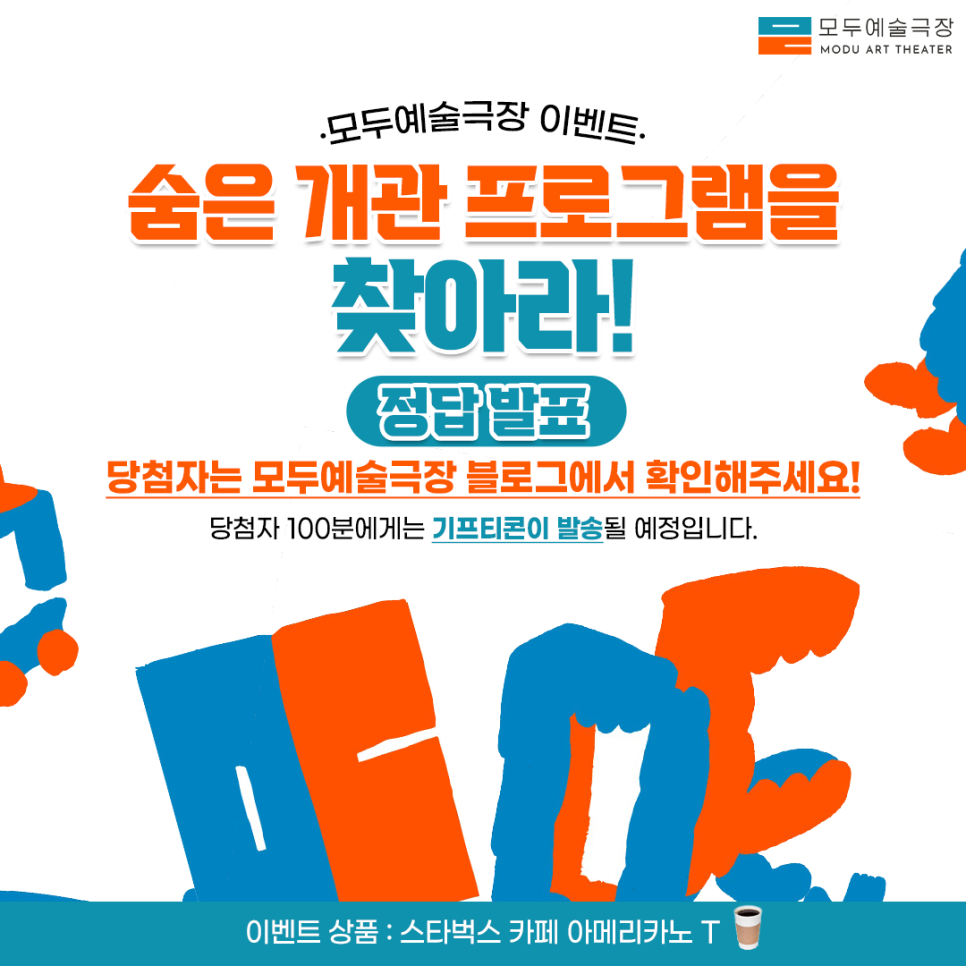 모두예술극장
MODU ART THEATER
·모두예술극장 이벤트·
숨은 개관 프로그램을
찾아라!
정답 발표
당첨자는 모두예술극장 블로그에서 확인해주세요!
당첨자 100분에게는 기프티콘이 발송될 예정입니다.
이벤트 상품 : 스타벅스 카페 아메리카노 T